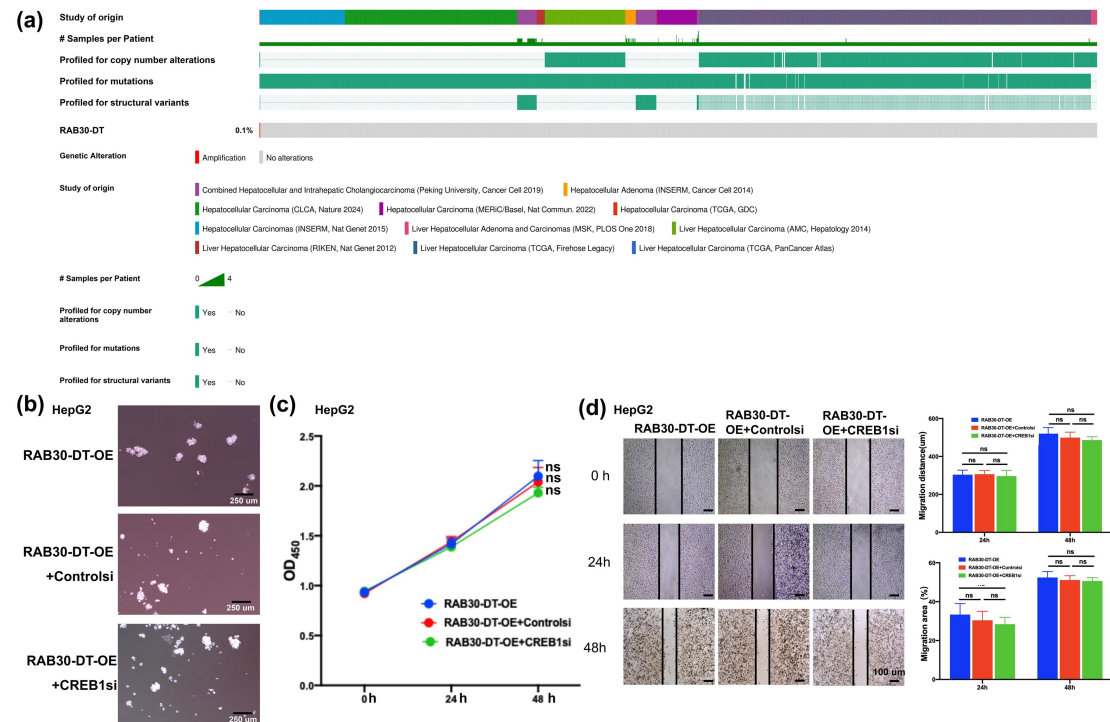 (a)
Study of origin
# Samples per Patient
Profiled for copy number alterations
Profiled for mutations
Profiled for structural variants
RAB30-DT 0.1%
Genetic Alteration Amplification No alterations
Study of origin Combined Hepatocellular and Intrahepatic Cholangiocarcinoma (Peking University, Cancer Cell 2019) Hepatocellular Adenoma (INSERM, Cancer Cell 2014)
Hepatocellular Carcinoma (CLCA, Nature 2024) Hepatocellular Carcinoma (MERiC/Basel, Nat Commun. 2022) Hepatocellular Carcinoma (TCGA, GDC)
Hepatocellular Carcinomas (INSERM, Nat Genet 2015) Liver Hepatocellular Adenoma and Carcinomas (MSK, PLOS One 2018) Liver Hepatocellular Carcinoma (AMC, Hepatology 2014)
Liver Hepatocellular Carcinoma (RIKEN, Nat Genet 2012) Liver Hepatocellular Carcinoma (TCGA, Firehose Legacy) Liver Hepatocellular Carcinoma (TCGA, PanCancer Atlas)
# Samples per Patient 0 4
Profiled for copy number
alterations Yes - No
Profiled for mutations Yes - No
Profiled for structural variants Yes - No
(b) HepG2
RAB30-DT-OE
250 um
RAB30-DT-OE
+Controlsi
250 um
RAB30-DT-OE
+CREB1si
250 um
(c) HepG2
2.5
2.0
1.5
1.0
0.5
0.0
OD450
ns
ns
ns
RAB30-DT-OE
RAB30-DT-OE+Controlsi
RAB30-DT-OE+CREB1si
0 h 24 h 48 h
(d) HepG2
RAB30-DT-OE
RAB30-DT-
OE+Controlsi
RAB30-DT-
OE+CREB1si
0 h
24h
48h
100 um
RAB30-DT-OE
RAB30-DT-OE+Controlsi
RAB30-DT-OE+CREB1si
Migration distance(um)
600
400
200
0
ns
ns ns
ns
ns ns
24h 48h
RAB30-DT-OE
RAB30-DT-OE+Controlsi
RAB30-DT-OE+CREB1si
Migration area (%)
60
40
20
0
ns ns
ns
ns ns
24h 48h